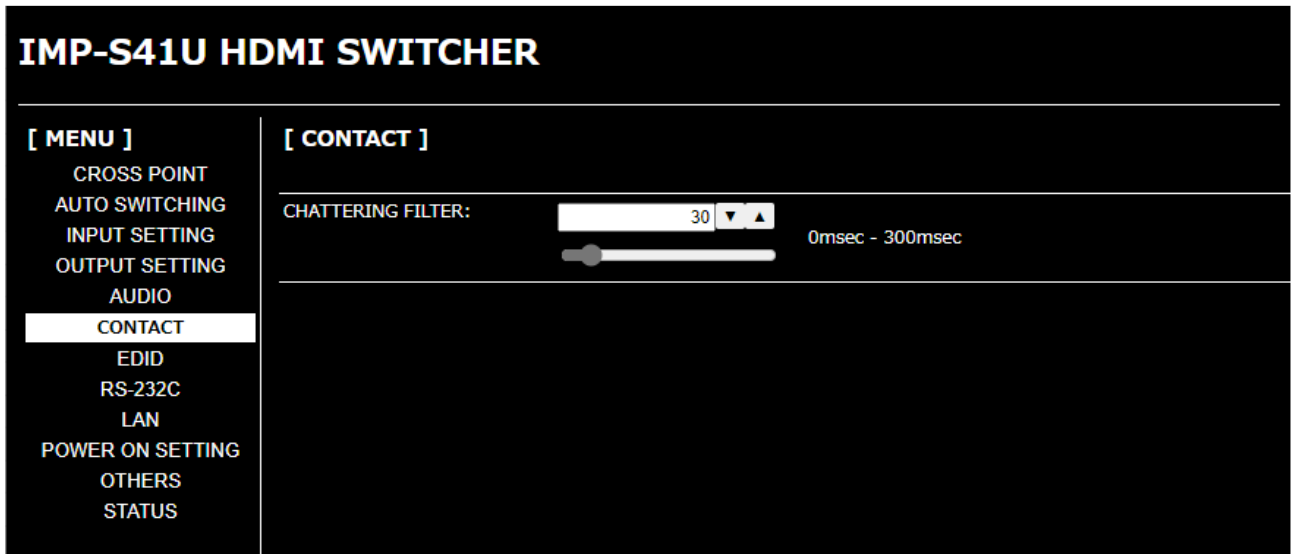 IMP-S41U HDMI SWITCHER
[ MENU ]
CROSS POINT
AUTO SWITCHING
INPUT SETTING
OUTPUT SETTING
AUDIO
CONTACT
EDID
RS-232C
LAN
POWER ON SETTING
OTHERS
STATUS
[ CONTACT ]
CHATTERING FILTER:
30 ▼ ▲
0msec - 300msec